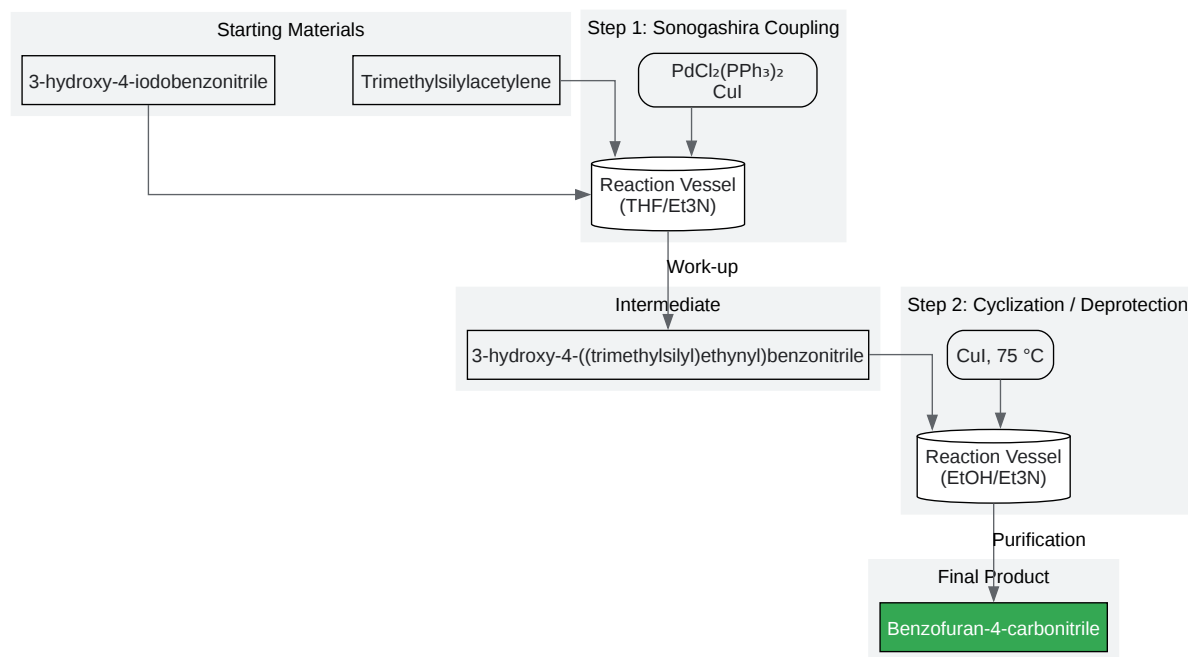 Starting Materials
3-hydroxy-4-iodobenzonitrile
Trimethylsilylacetylene
Step 1: Sonogashira Coupling
PdCl₂(PPh₃)₂
CuI
Reaction Vessel
(THF/Et3N)
Work-up
Intermediate
3-hydroxy-4-((trimethylsilyl)ethynyl)benzonitrile
Step 2: Cyclization / Deprotection
CuI, 75 °C
Reaction Vessel
(EtOH/Et3N)
Purification
Final Product
Benzofuran-4-carbonitrile